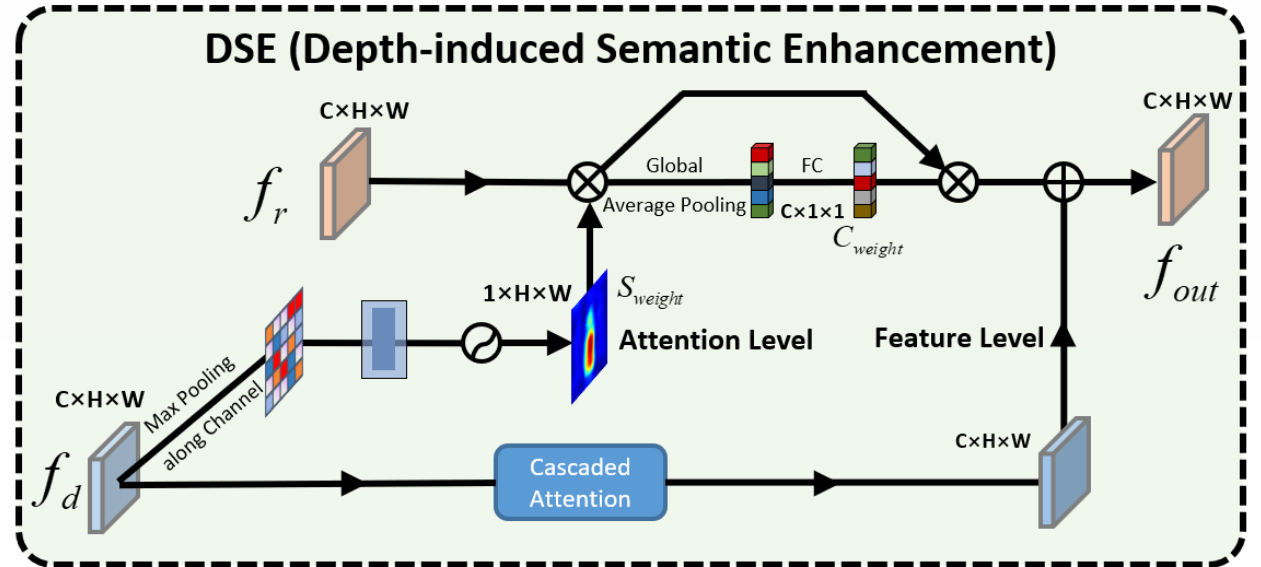 DSE (Depth-induced Semantic Enhancement)
C×H×W
C×H×W
f_r
Global
Average Pooling
FC
C×1×1
C_weight
f_out
1×H×W
S_weight
Attention Level
Feature Level
Max Pooling
along Channel
C×H×W
f_d
Cascaded
Attention
C×H×W